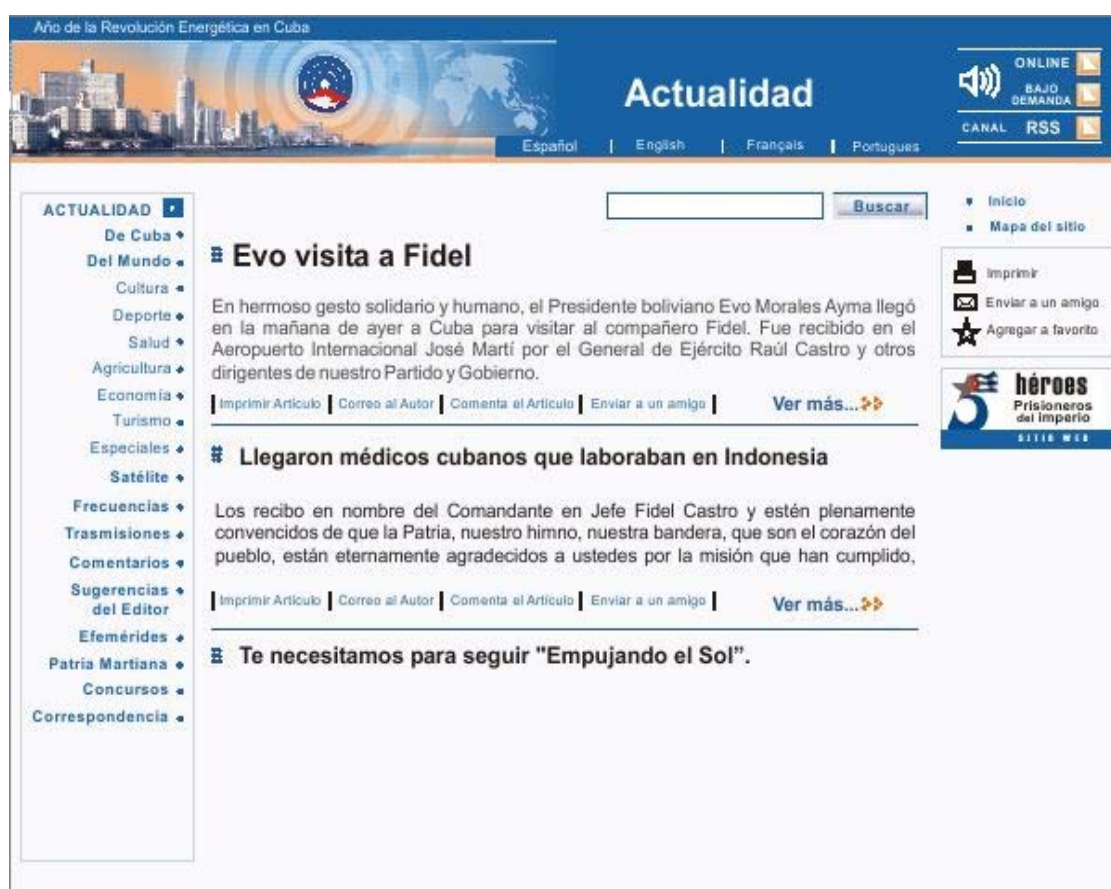 Año de la Revolución Energética en Cuba
Actualidad
ONLINE
BAJO
DEMANDA
CANAL RSS
Español | English | Français | Portugues
Buscar
Inicio
Mapa del sitio
Imprimir
Enviar a un amigo
Agregar a favorito
5 héroes
Prisioneros
del imperio
SITIO WEB
ACTUALIDAD
De Cuba
Del Mundo
Cultura
Deporte
Salud
Agricultura
Economía
Turismo
Especiales
Satélite
Frecuencias
Trasmisiones
Comentarios
Sugerencias
del Editor
Efemérides
Patria Martiana
Concursos
Correspondencia
Evo visita a Fidel
En hermoso gesto solidario y humano, el Presidente boliviano Evo Morales Ayma llegó
en la mañana de ayer a Cuba para visitar al compañero Fidel. Fue recibido en el
Aeropuerto Internacional José Martí por el General de Ejército Raúl Castro y otros
dirigentes de nuestro Partido y Gobierno.
Imprimir Artículo | Correo al Autor | Comenta el Artículo | Enviar a un amigo | Ver más...
Llegaron médicos cubanos que laboraban en Indonesia
Los recibo en nombre del Comandante en Jefe Fidel Castro y estén plenamente
convencidos de que la Patria, nuestro himno, nuestra bandera, que son el corazón del
pueblo, están eternamente agradecidos a ustedes por la misión que han cumplido,
Imprimir Artículo | Correo al Autor | Comenta el Artículo | Enviar a un amigo | Ver más...
Te necesitamos para seguir "Empujando el Sol”.